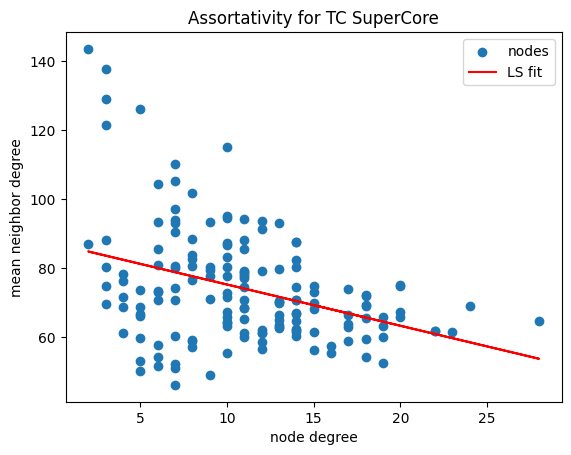 Assortativity for TC SuperCore
nodes
LS fit
mean neighbor degree
140
120
100
80
60
5
10
15
20
25
node degree